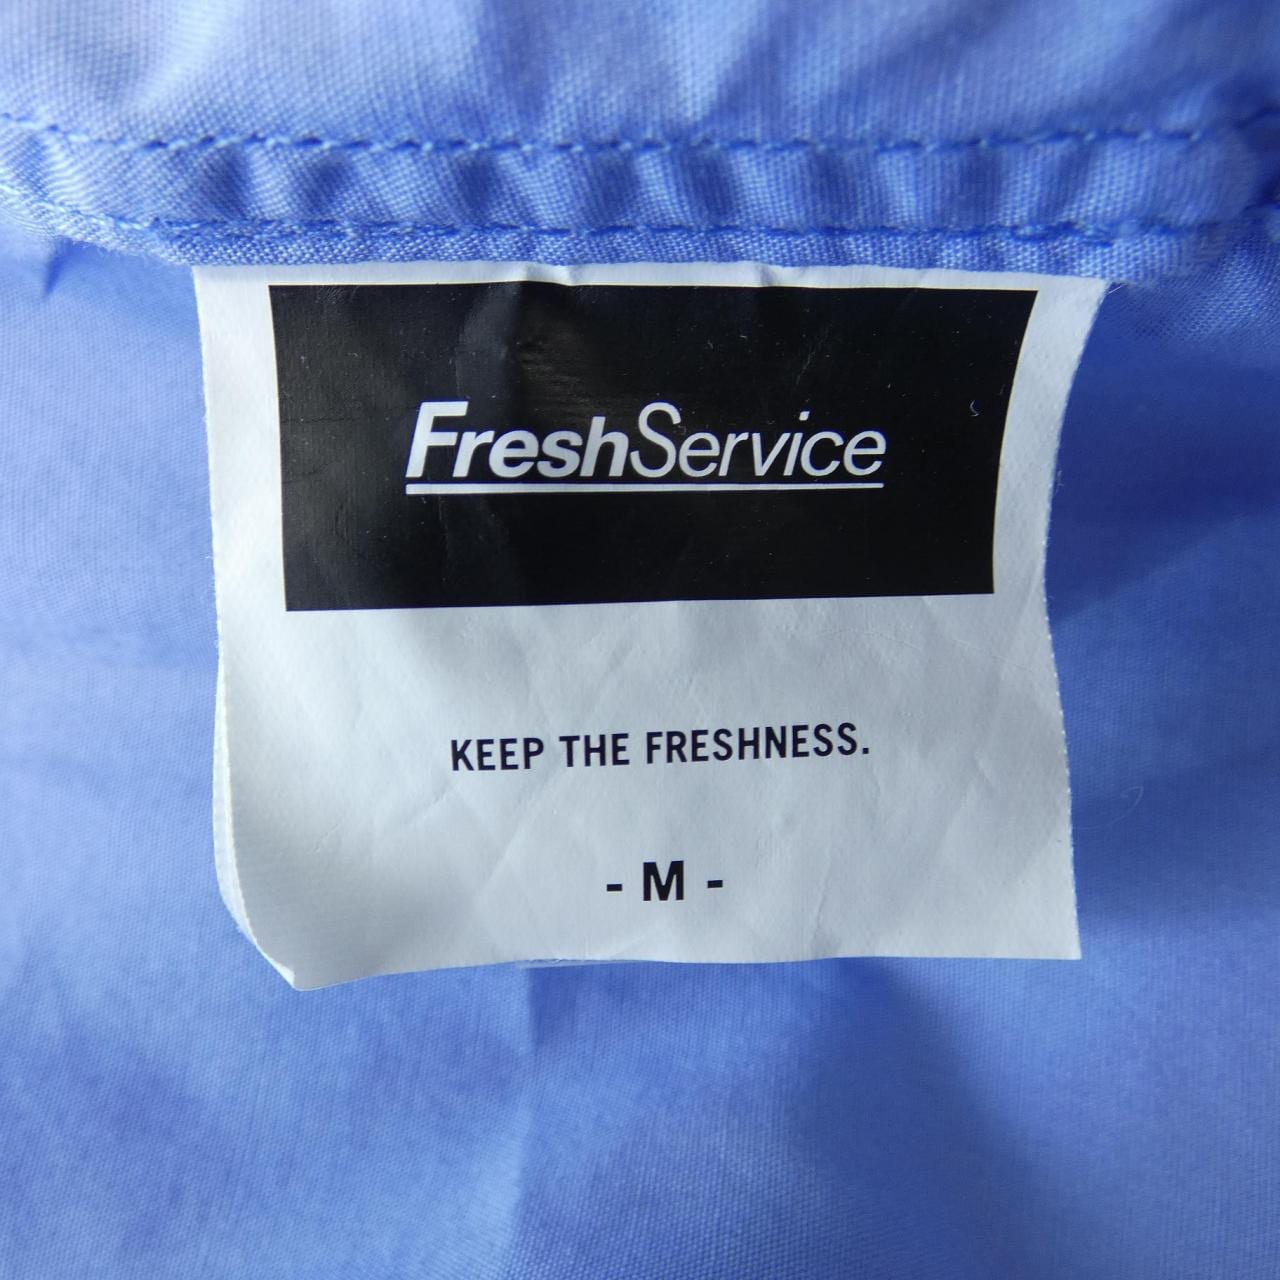 FreshService
KEEP THE FRESHNESS.
- M -